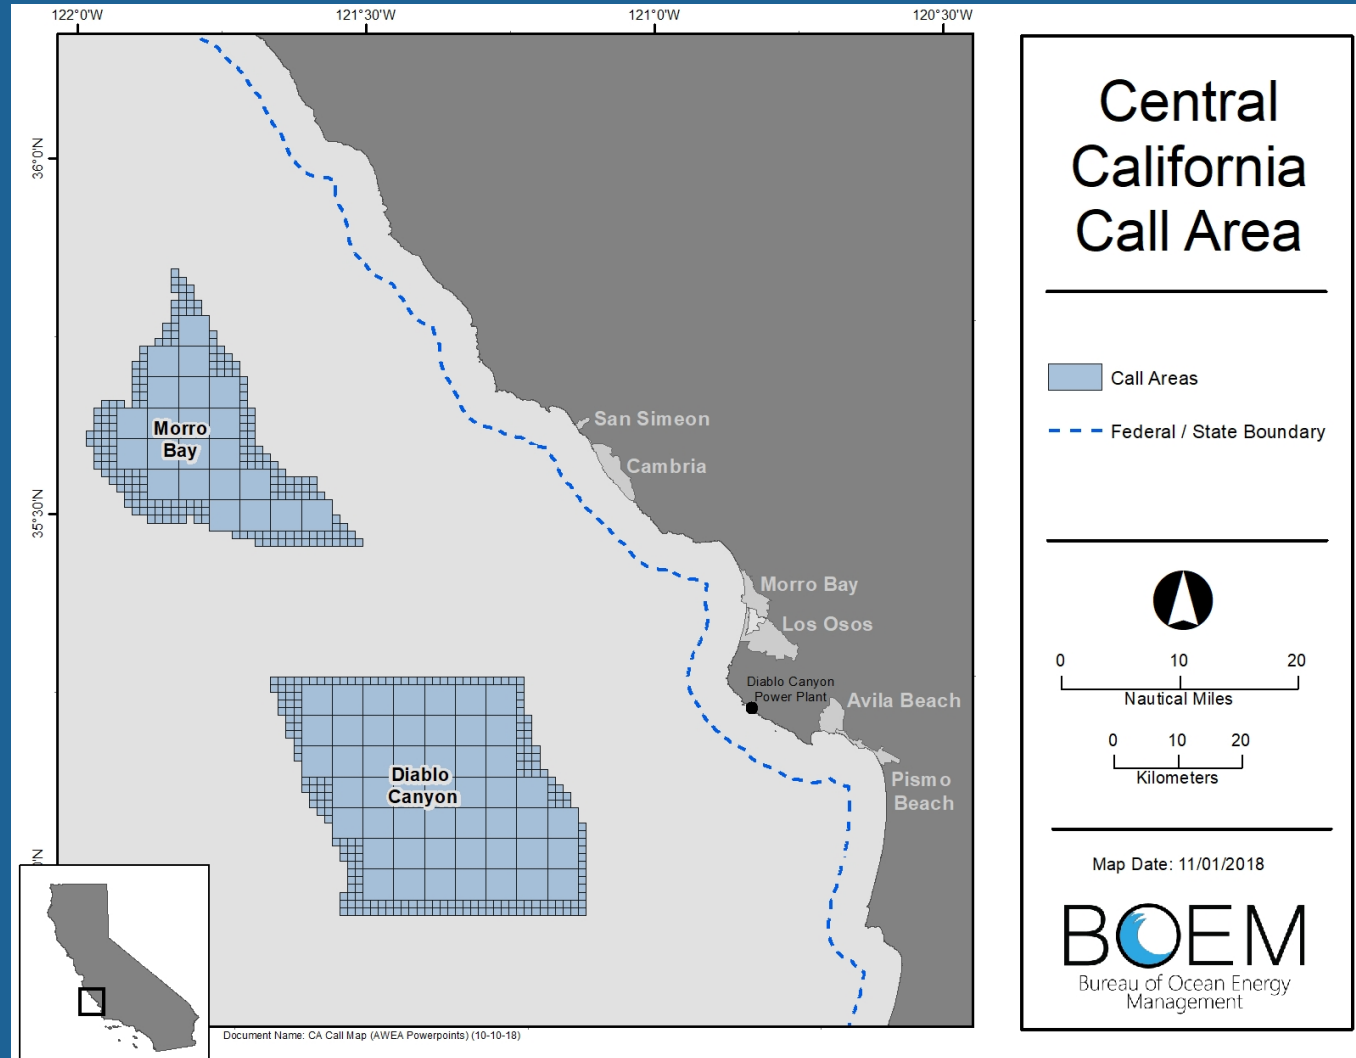 122°0'W
121°30'W
121°0'W
120°30'W
36°0'N
35°30'N
0'N
Morro
Bay
San Simeon
Cambria
Morro Bay
Los Osos
Diablo Canyon
Power Plant
Avila Beach
Pismo
Beach
Diablo
Canyon
Document Name: CA Call Map (AWEA Powerpoints) (10-10-18)
Central
California
Call Area
Call Areas
Federal / State Boundary
0 10 20
Nautical Miles
0 10 20
Kilometers
Map Date: 11/01/2018
BOEM
Bureau of Ocean Energy
Management